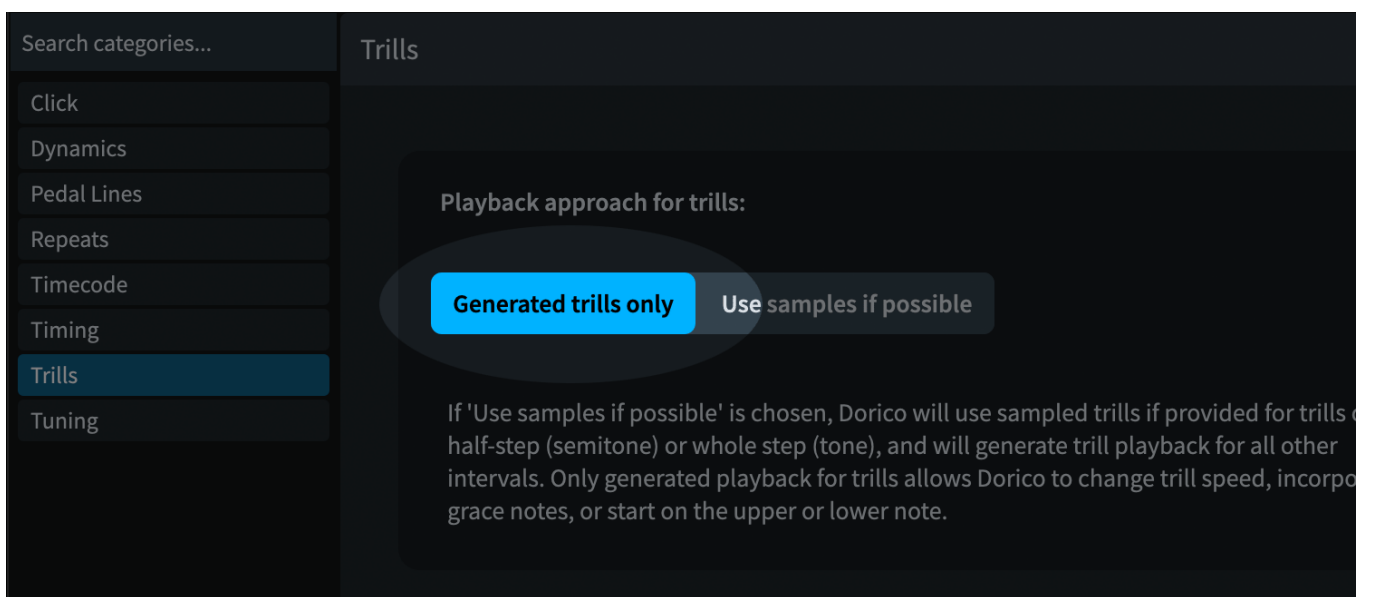 Search categories...
Trills
Click
Dynamics
Pedal Lines
Repeats
Timecode
Timing
Trills
Tuning
Playback approach for trills:
Generated trills only Use samples if possible
If 'Use samples if possible' is chosen, Dorico will use sampled trills if provided for trills
half-step (semitone) or whole step (tone), and will generate trill playback for all other
intervals. Only generated playback for trills allows Dorico to change trill speed, incorpo
grace notes, or start on the upper or lower note.